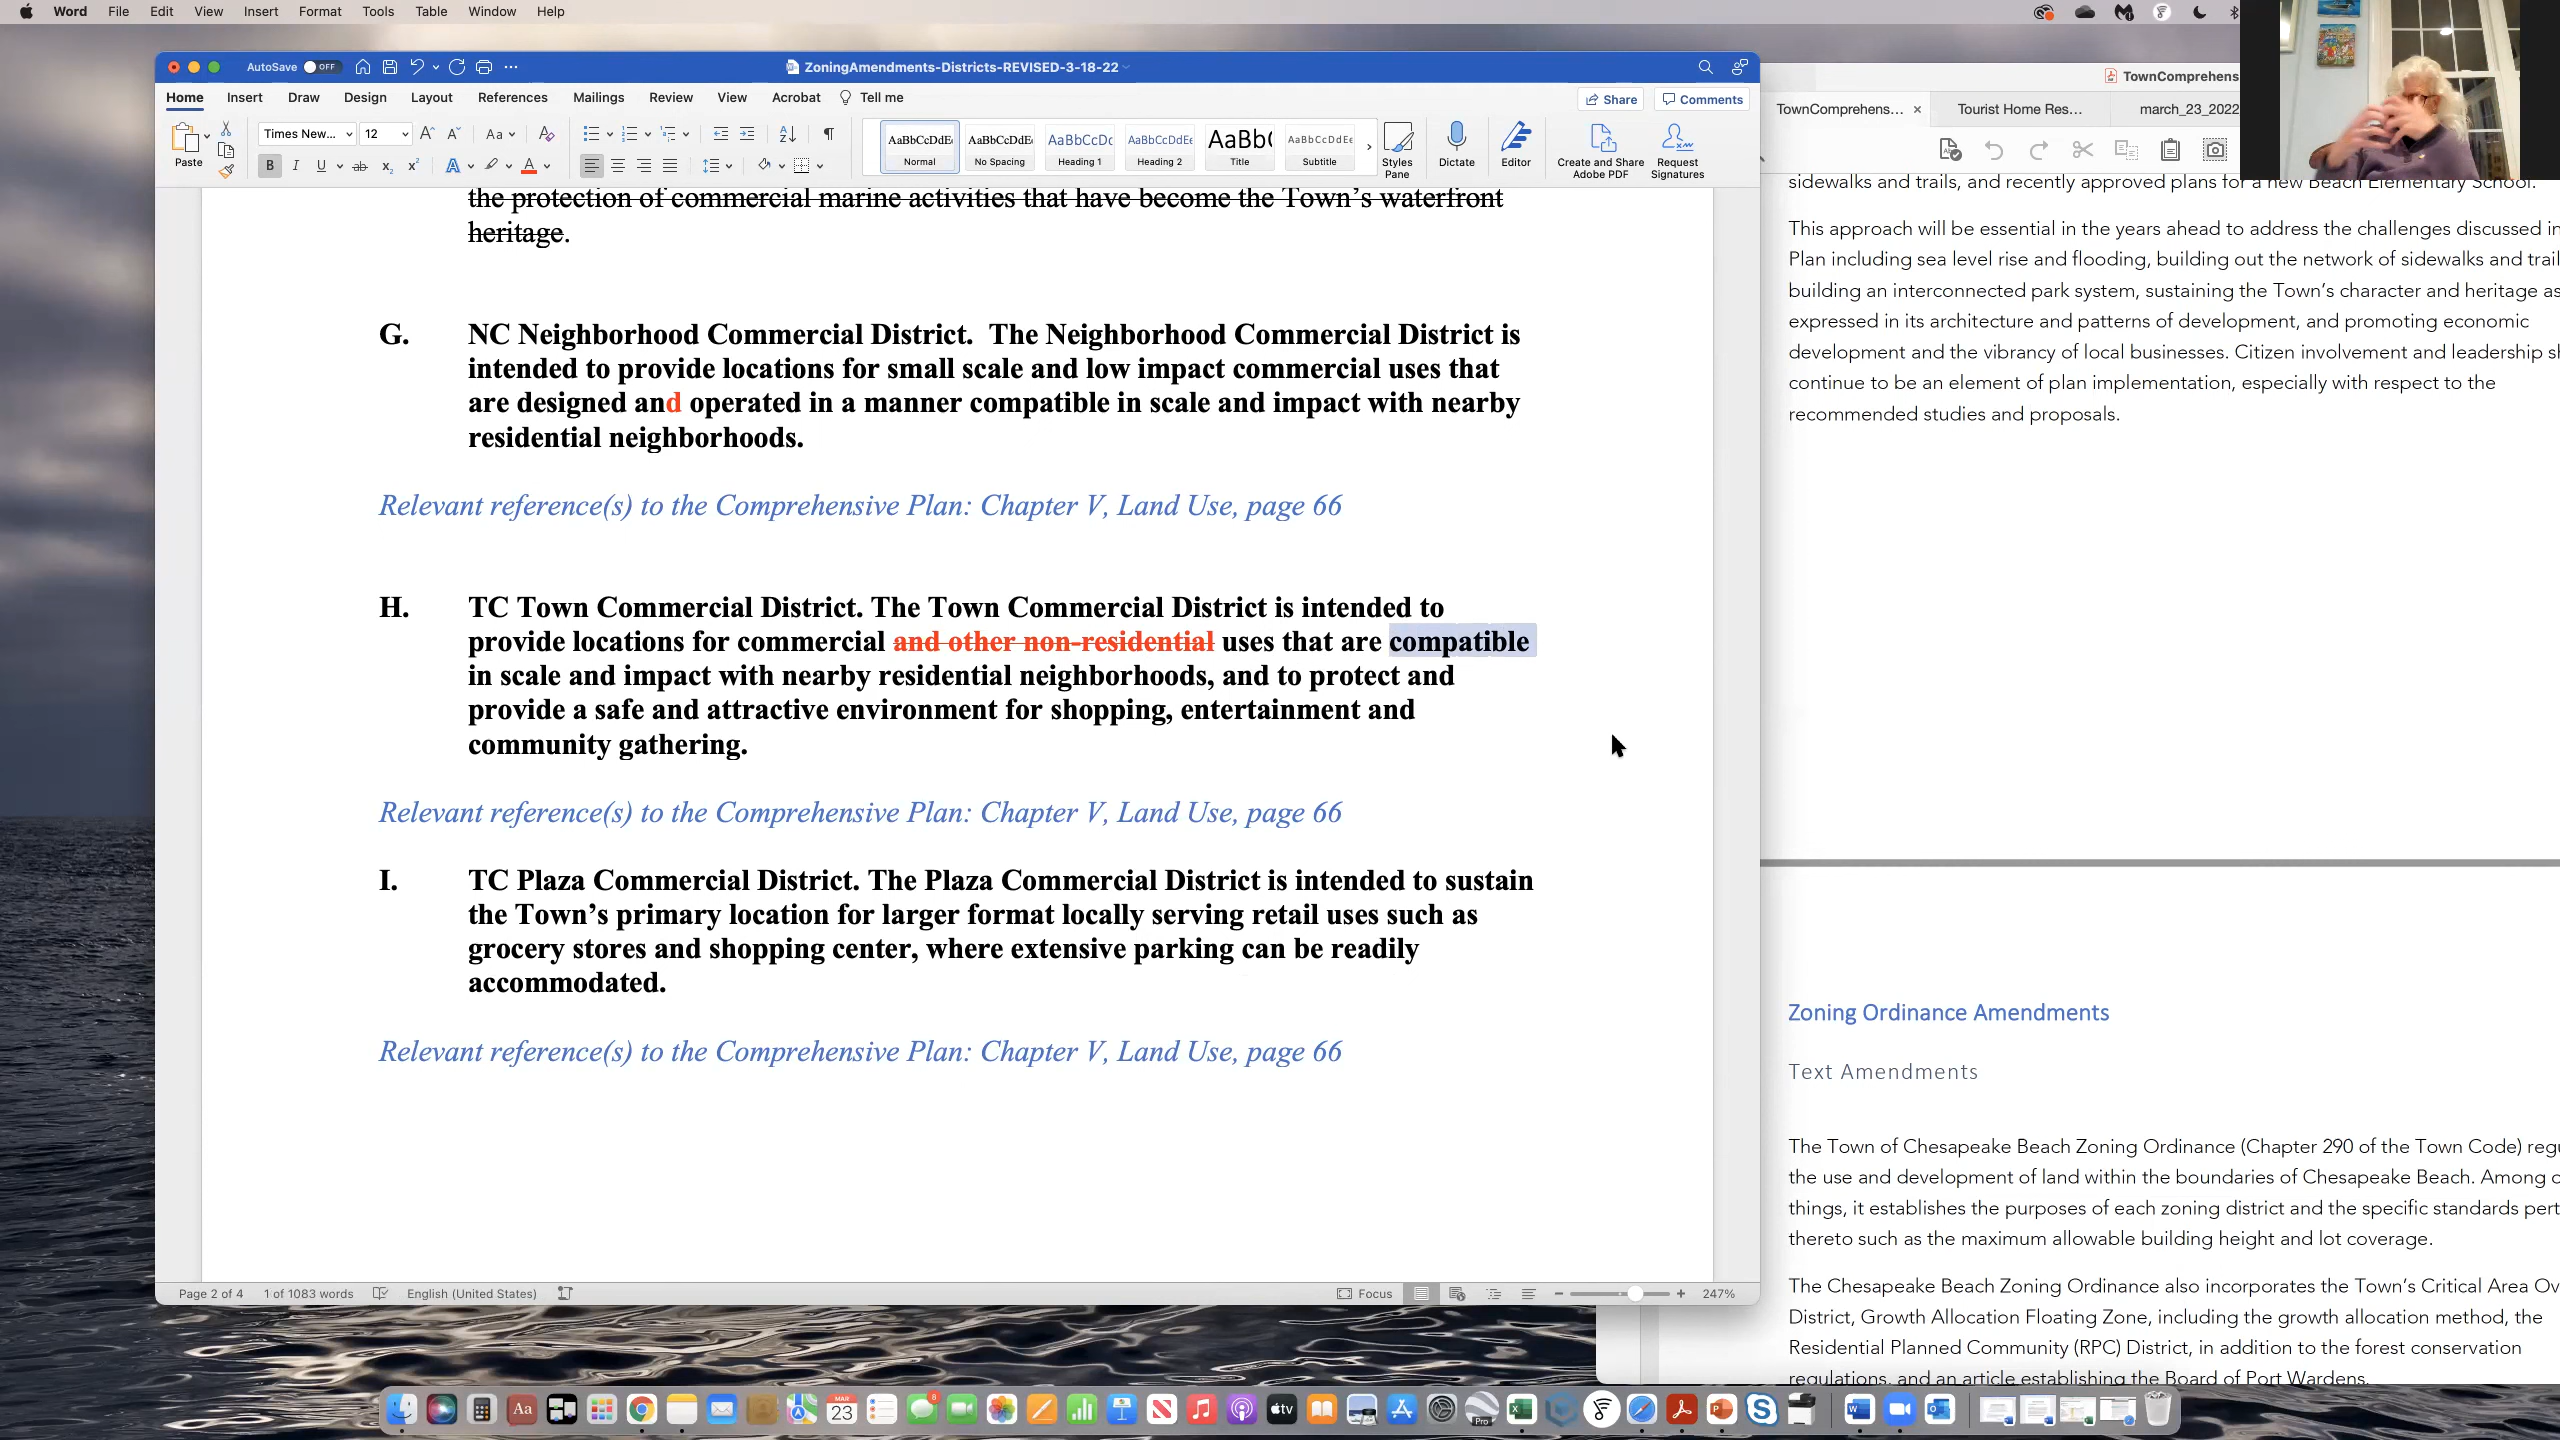 Word File Edit View Insert Format Tools Table Window Help
AutoSave OFF
ZoningAmendments-Districts-REVISED-3-18-22
Home Insert Draw Design Layout References Mailings Review View Acrobat Tell me
Share Comments
Paste
Times New... 12
AaBbCcDdEe AaBbCcDdEe AaBbCcDc AaBbCcDdEe AaBb( AaBbCcDdEe
Normal No Spacing Heading 1 Heading 2 Title Subtitle
Styles Pane
Dictate
Editor
Create and Share Adobe PDF
Request Signatures
the protection of commercial marine activities that have become the Town’s waterfront
heritage.
G. NC Neighborhood Commercial District. The Neighborhood Commercial District is
intended to provide locations for small scale and low impact commercial uses that
are designed and operated in a manner compatible in scale and impact with nearby
residential neighborhoods.
Relevant reference(s) to the Comprehensive Plan: Chapter V, Land Use, page 66
H. TC Town Commercial District. The Town Commercial District is intended to
provide locations for commercial and other non-residential uses that are compatible
in scale and impact with nearby residential neighborhoods, and to protect and
provide a safe and attractive environment for shopping, entertainment and
community gathering.
Relevant reference(s) to the Comprehensive Plan: Chapter V, Land Use, page 66
I. TC Plaza Commercial District. The Plaza Commercial District is intended to sustain
the Town’s primary location for larger format locally serving retail uses such as
grocery stores and shopping center, where extensive parking can be readily
accommodated.
Relevant reference(s) to the Comprehensive Plan: Chapter V, Land Use, page 66
Page 2 of 4 1 of 1083 words English (United States)
Focus 247%
TownComprehens
TownComprehens... Tourist Home Res... march_23_2022
sidewalks and trails, and recently approved plans for a new Beach Elementary School.
This approach will be essential in the years ahead to address the challenges discussed in
Plan including sea level rise and flooding, building out the network of sidewalks and trail
building an interconnected park system, sustaining the Town’s character and heritage as
expressed in its architecture and patterns of development, and promoting economic
development and the vibrancy of local businesses. Citizen involvement and leadership sh
continue to be an element of plan implementation, especially with respect to the
recommended studies and proposals.
Zoning Ordinance Amendments
Text Amendments
The Town of Chesapeake Beach Zoning Ordinance (Chapter 290 of the Town Code) regu
the use and development of land within the boundaries of Chesapeake Beach. Among o
things, it establishes the purposes of each zoning district and the specific standards pert
thereto such as the maximum allowable building height and lot coverage.
The Chesapeake Beach Zoning Ordinance also incorporates the Town’s Critical Area Ov
District, Growth Allocation Floating Zone, including the growth allocation method, the
Residential Planned Community (RPC) District, in addition to the forest conservation
regulations, and an article establishing the Board of Port Wardens.
MAR
23
8
tv
Pro